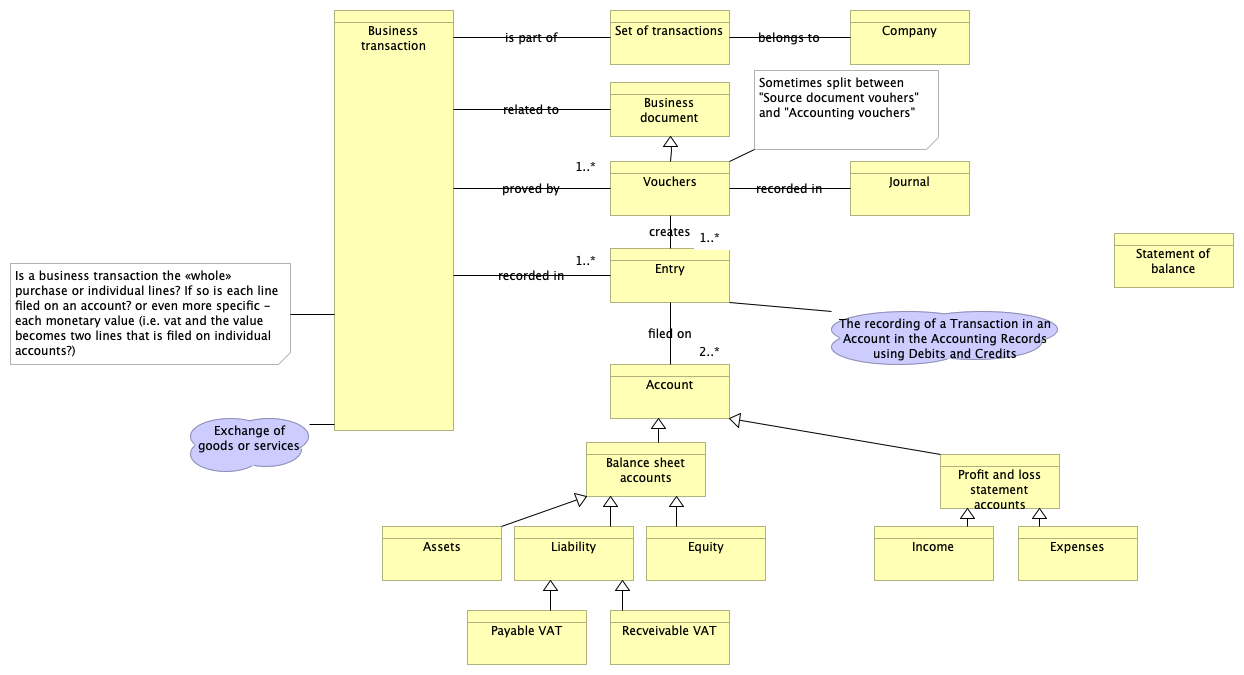 Business
transaction
is part of
Set of transactions
belongs to
Company
related to
Business
document
Sometimes split between
"Source document vouhers"
and "Accounting vouchers"
1..*
proved by
Vouchers
recorded in
Journal
creates
1..*
1..*
recorded in
Entry
Statement of
balance
Is a business transaction the «whole»
purchase or individual lines? If so is each line
filed on an account? or even more specific -
each monetary value (i.e. vat and the value
becomes two lines that is filed on individual
accounts?)
The recording of a Transaction in an
Account in the Accounting Records
using Debits and Credits
filed on
2..*
Account
Exchange of
goods or services
Balance sheet
accounts
Profit and loss
statement
accounts
Assets
Liability
Equity
Income
Expenses
Payable VAT
Recveivable VAT